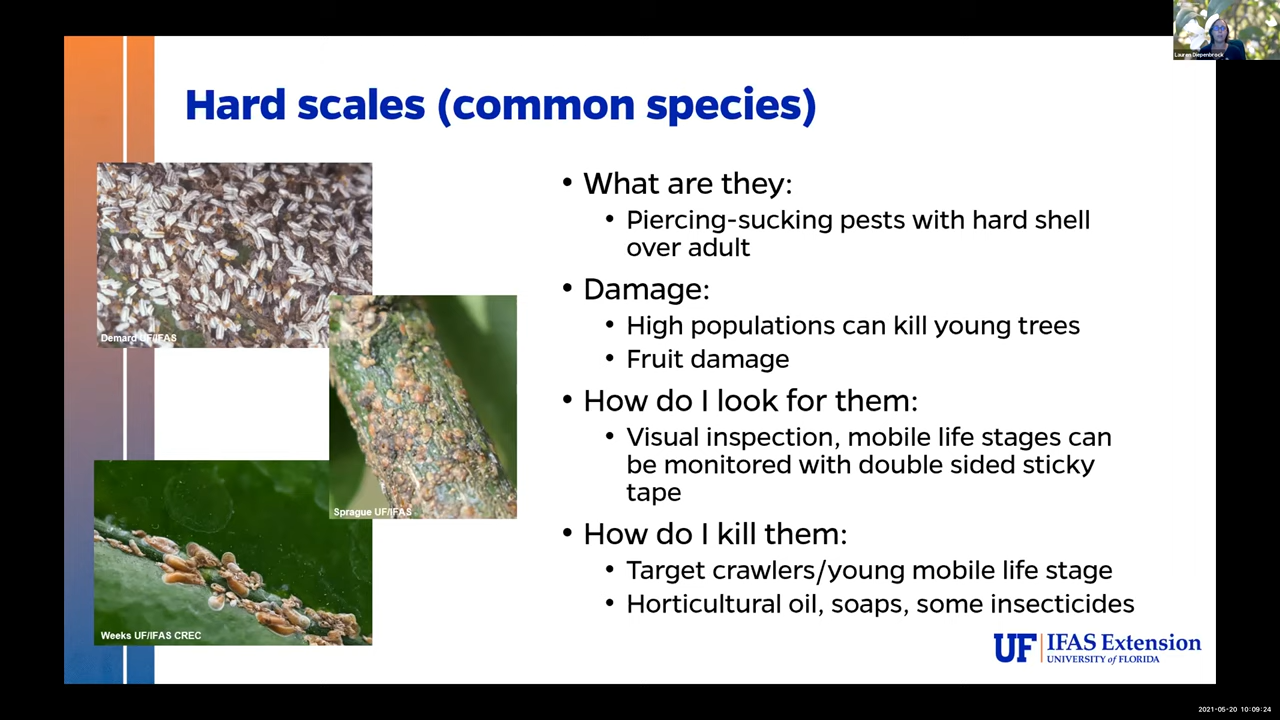 Lauren Diepenbrock
Hard scales (common species)
• What are they:
• Piercing-sucking pests with hard shell
over adult
• Damage:
• High populations can kill young trees
• Fruit damage
• How do I look for them:
• Visual inspection, mobile life stages can
be monitored with double sided sticky
tape
• How do I kill them:
• Target crawlers/young mobile life stage
• Horticultural oil, soaps, some insecticides
Demard UF/IFAS
Sprague UF/IFAS
Weeks UF/IFAS CREC
UF IFAS Extension
UNIVERSITY of FLORIDA
2021-05-20 10:09:24